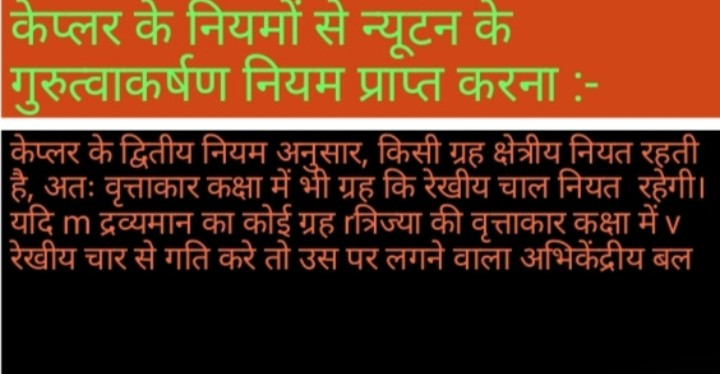 केप्लर के नियमों से न्यूटन के
गुरुत्वाकर्षण नियम प्राप्त करना :-
केप्लर के द्वितीय नियम अनुसार, किसी ग्रह क्षेत्रीय नियत रहती
है, अतः वृत्ताकार कक्षा में भी ग्रह कि रेखीय चाल नियत रहेगी।
यदि m द्रव्यमान का कोई ग्रह rत्रिज्या की वृत्ताकार कक्षा में v
रेखीय चार से गति करे तो उस पर लगने वाला अभिकेंद्रीय बल